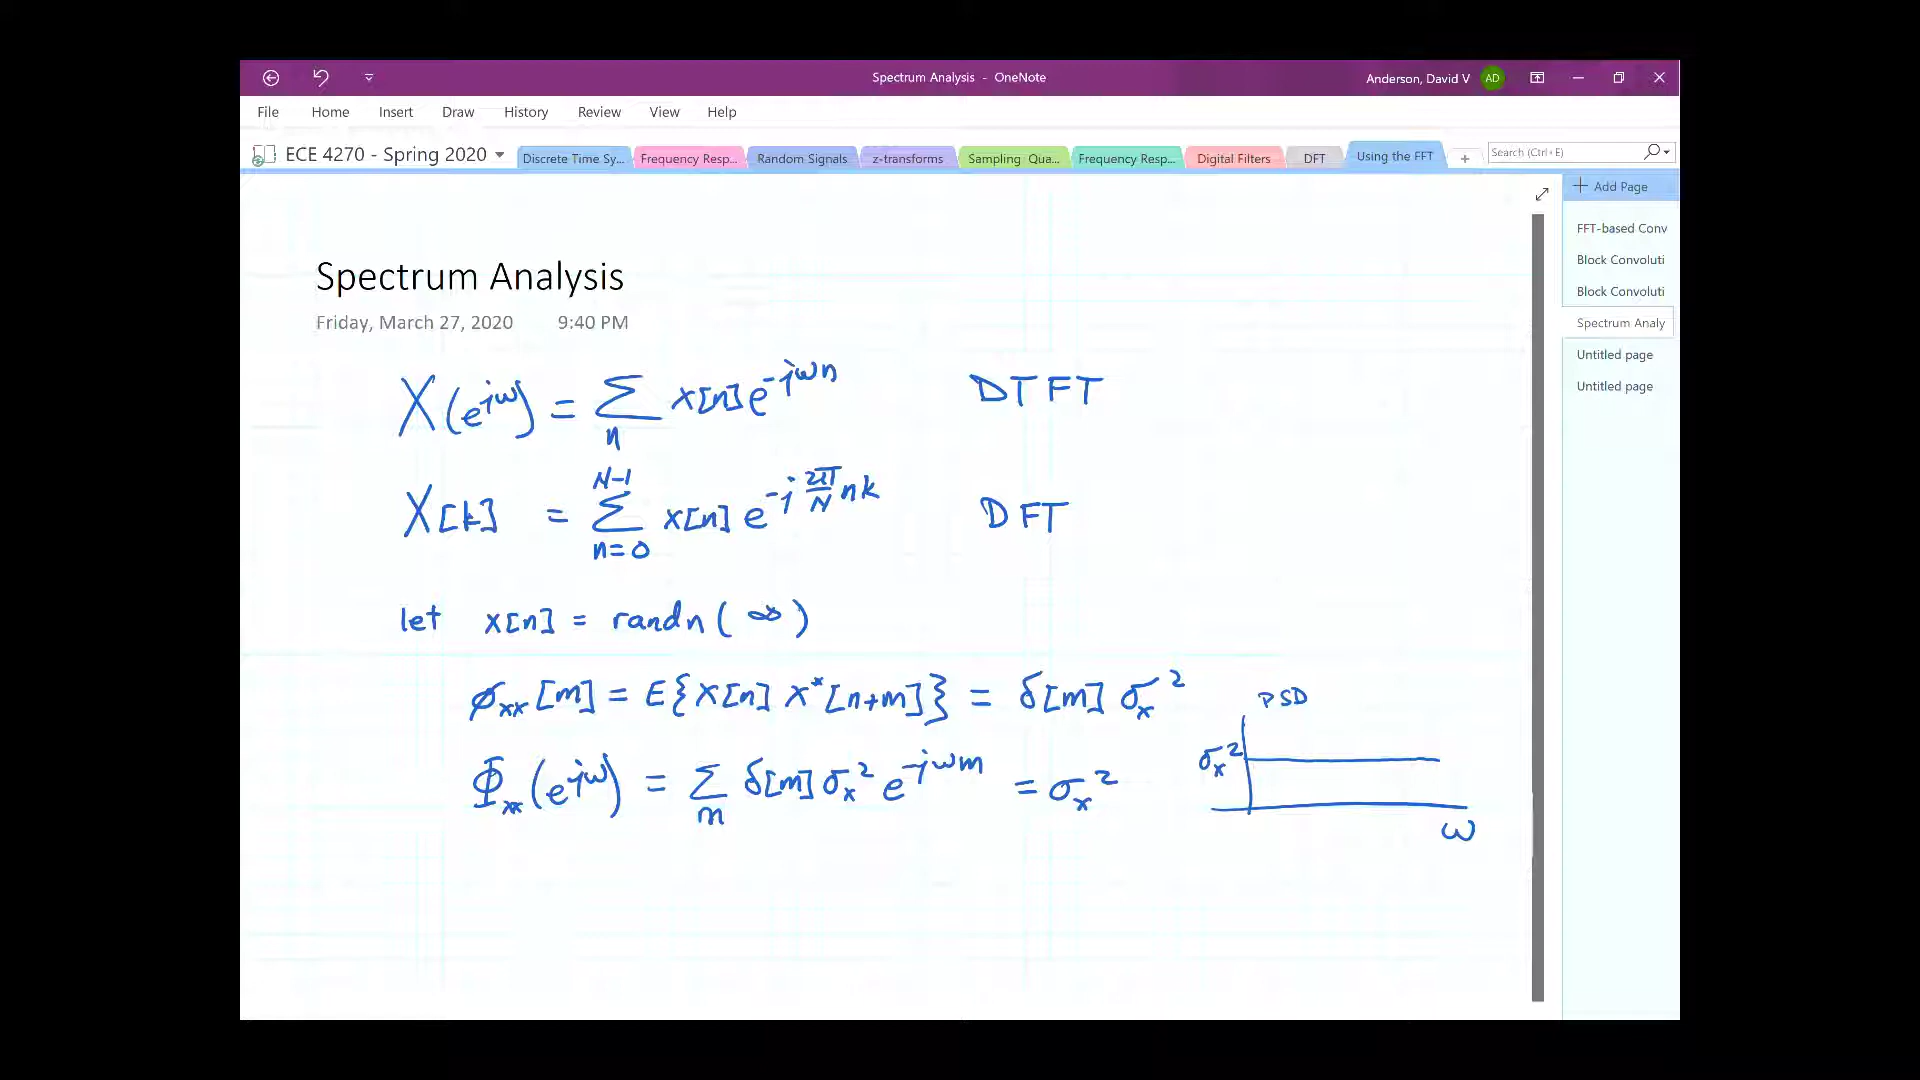 Spectrum Analysis - OneNote
Anderson, David V AD
File Home Insert Draw History Review View Help
ECE 4270 - Spring 2020
Discrete Time Sy... Frequency Resp... Random Signals z-transforms Sampling Qua... Frequency Resp... Digital Filters DFT Using the FFT + Search (Ctrl+E)
+ Add Page
FFT-based Conv
Block Convoluti
Block Convoluti
Spectrum Analy
Untitled page
Untitled page
Spectrum Analysis
Friday, March 27, 2020 9:40 PM
X(e^{jω}) = Σ_n x[n]e^{-jωn} DTFT
X[k] = Σ_{n=0}^{N-1} x[n] e^{-j 2π/N nk} DFT
let x[n] = randn(∞)
φ_xx[m] = E{X[n] X*[n+m]} = δ[m] σ_x^2
Φ_xx(e^{jω}) = Σ_m δ[m] σ_x^2 e^{-jωm} = σ_x^2
PSD
σ_x^2
ω